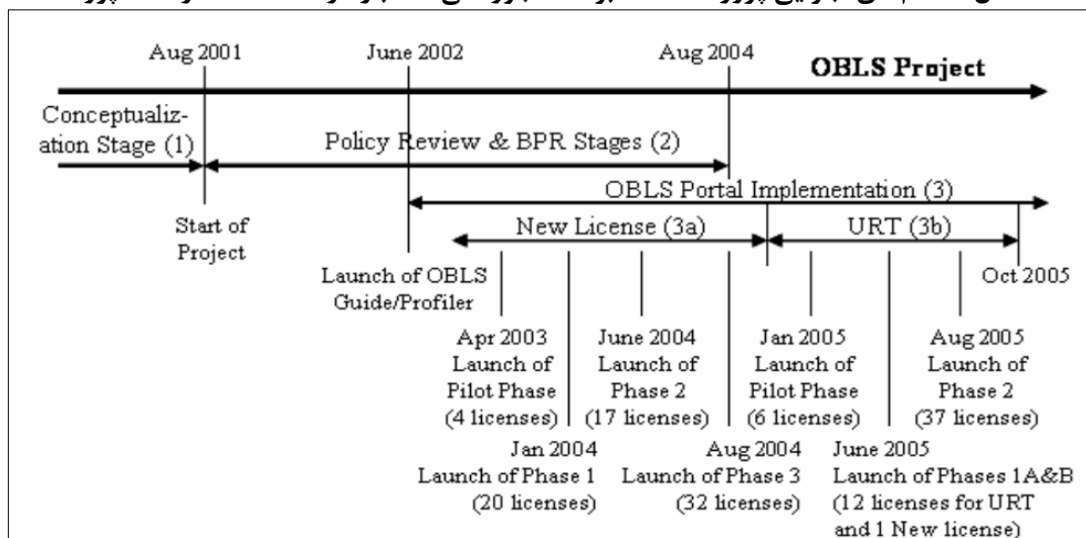 Aug 2001
June 2002
Aug 2004
OBLS Project
Conceptualiz-
ation Stage (1)
Policy Review & BPR Stages (2)
OBLS Portal Implementation (3)
Start of
Project
New License (3a)
URT (3b)
Launch of OBLS
Guide/Profiler
Oct 2005
Apr 2003
Launch of
Pilot Phase
(4 licenses)
June 2004
Launch of
Phase 2
(17 licenses)
Jan 2005
Launch of
Pilot Phase
(6 licenses)
Aug 2005
Launch of
Phase 2
(37 licenses)
Jan 2004
Launch of Phase 1
(20 licenses)
Aug 2004
Launch of Phase 3
(32 licenses)
June 2005
Launch of Phases 1A&B
(12 licenses for URT
and 1 New license)